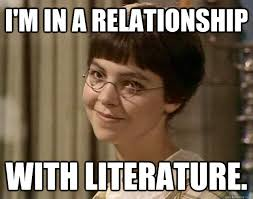 I'M IN A RELATIONSHIP
WITH LITERATURE.